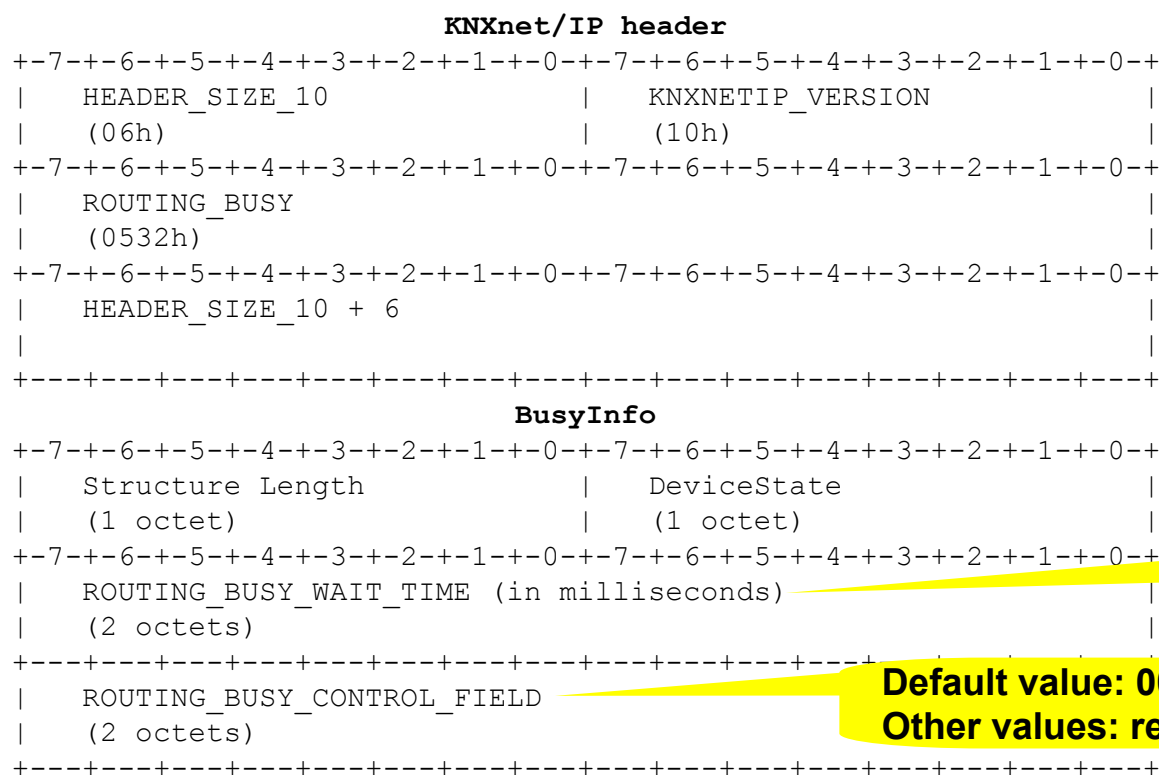 KNXnet/IP header
+-7-+-6-+-5-+-4-+-3-+-2-+-1-+-0-+-7-+-6-+-5-+-4-+-3-+-2-+-1-+-0-+
| HEADER_SIZE_10 | KNXNETIP_VERSION |
| (06h) | (10h) |
+-7-+-6-+-5-+-4-+-3-+-2-+-1-+-0-+-7-+-6-+-5-+-4-+-3-+-2-+-1-+-0-+
| ROUTING_BUSY |
| (0532h) |
+-7-+-6-+-5-+-4-+-3-+-2-+-1-+-0-+-7-+-6-+-5-+-4-+-3-+-2-+-1-+-0-+
| HEADER_SIZE_10 + 6 |
| |
+---+---+---+---+---+---+---+---+---+---+---+---+---+---+---+---+
BusyInfo
+-7-+-6-+-5-+-4-+-3-+-2-+-1-+-0-+-7-+-6-+-5-+-4-+-3-+-2-+-1-+-0-+
| Structure Length | DeviceState |
| (1 octet) | (1 octet) |
+-7-+-6-+-5-+-4-+-3-+-2-+-1-+-0-+-7-+-6-+-5-+-4-+-3-+-2-+-1-+-0-+
| ROUTING_BUSY_WAIT_TIME (in milliseconds) |
| (2 octets) |
+---+---+---+---+---+---+---+---+---+---+---+---+---+---+---+---+
| ROUTING_BUSY_CONTROL_FIELD
| (2 octets)
Default value:
Other values:
+---+---+---+---+---+---+---+---+---+---+---+---+---+---+---+---+